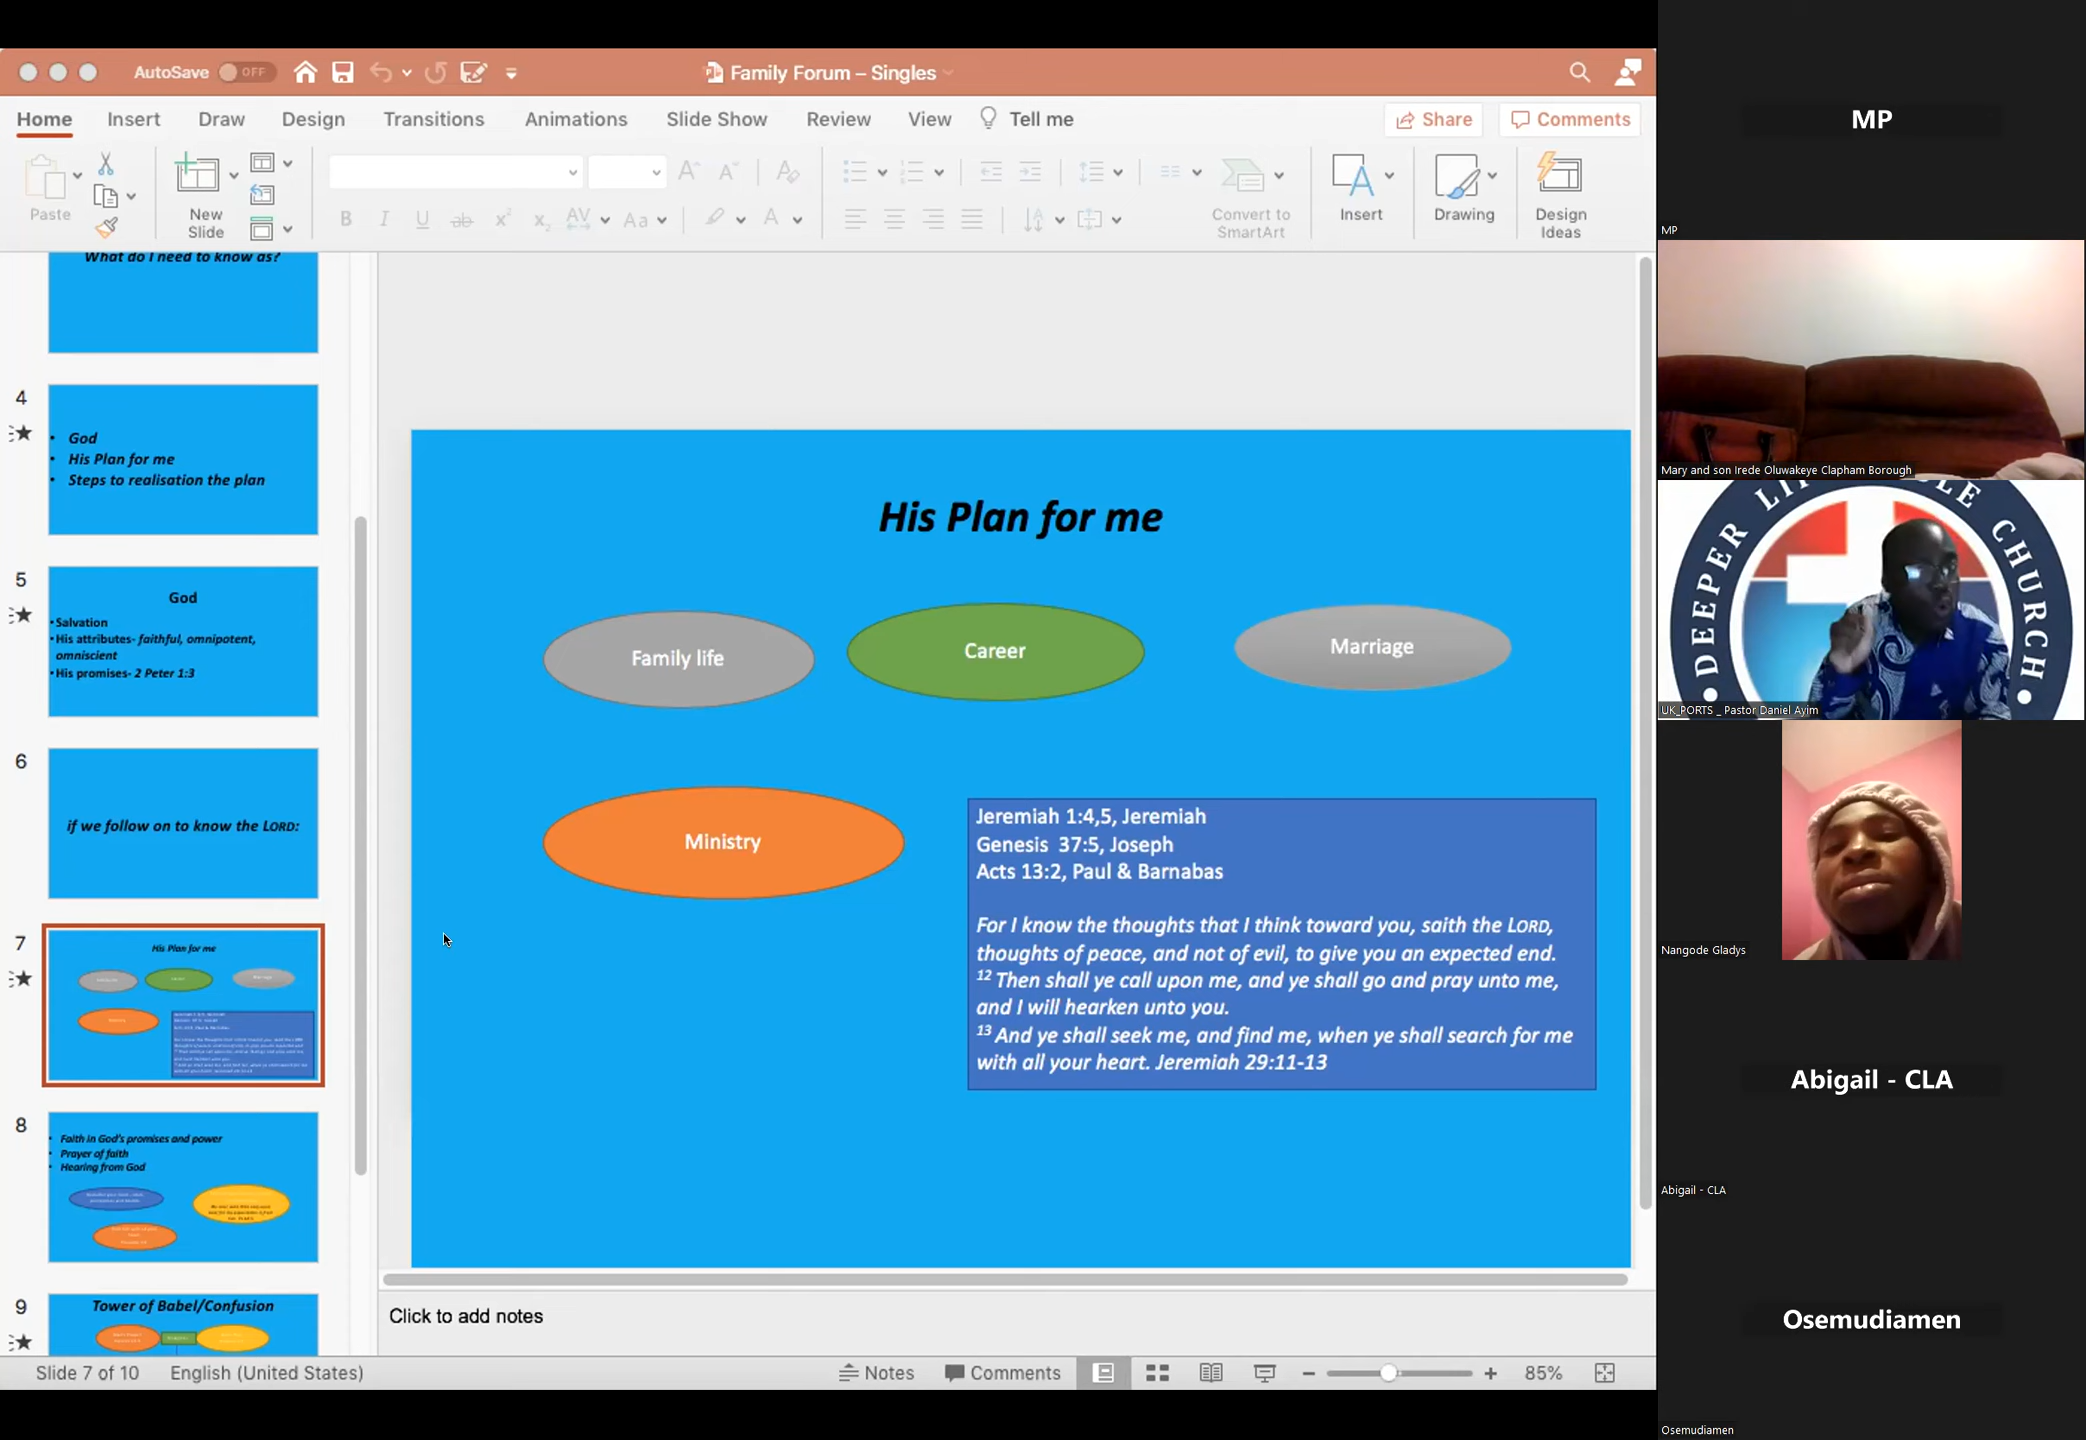 AutoSave OFF
Family Forum – Singles
Home Insert Draw Design Transitions Animations Slide Show Review View Tell me
Share Comments
Paste
New Slide
Convert to SmartArt
Insert
Drawing
Design Ideas
What do I need to know as?
4
• God
• His Plan for me
• Steps to realisation the plan
5
God
• Salvation
• His attributes- faithful, omnipotent,
omniscient
• His promises- 2 Peter 1:3
6
if we follow on to know the LORD:
7
His Plan for me
8
• Faith in God's promises and power
• Prayer of faith
• Hearing from God
9
Tower of Babel/Confusion
His Plan for me
Family life
Career
Marriage
Ministry
Jeremiah 1:4,5, Jeremiah
Genesis 37:5, Joseph
Acts 13:2, Paul & Barnabas
For I know the thoughts that I think toward you, saith the LORD,
thoughts of peace, and not of evil, to give you an expected end.
12 Then shall ye call upon me, and ye shall go and pray unto me,
and I will hearken unto you.
13 And ye shall seek me, and find me, when ye shall search for me
with all your heart. Jeremiah 29:11-13
Click to add notes
Slide 7 of 10 English (United States)
Notes Comments 85%
MP
MP
Mary and son Irede Oluwakeye Clapham Borough
DEEPER LIFE BIBLE CHURCH
UK_PORTS _ Pastor Daniel Ayim
Nangode Gladys
Abigail - CLA
Abigail - CLA
Osemudiamen
Osemudiamen